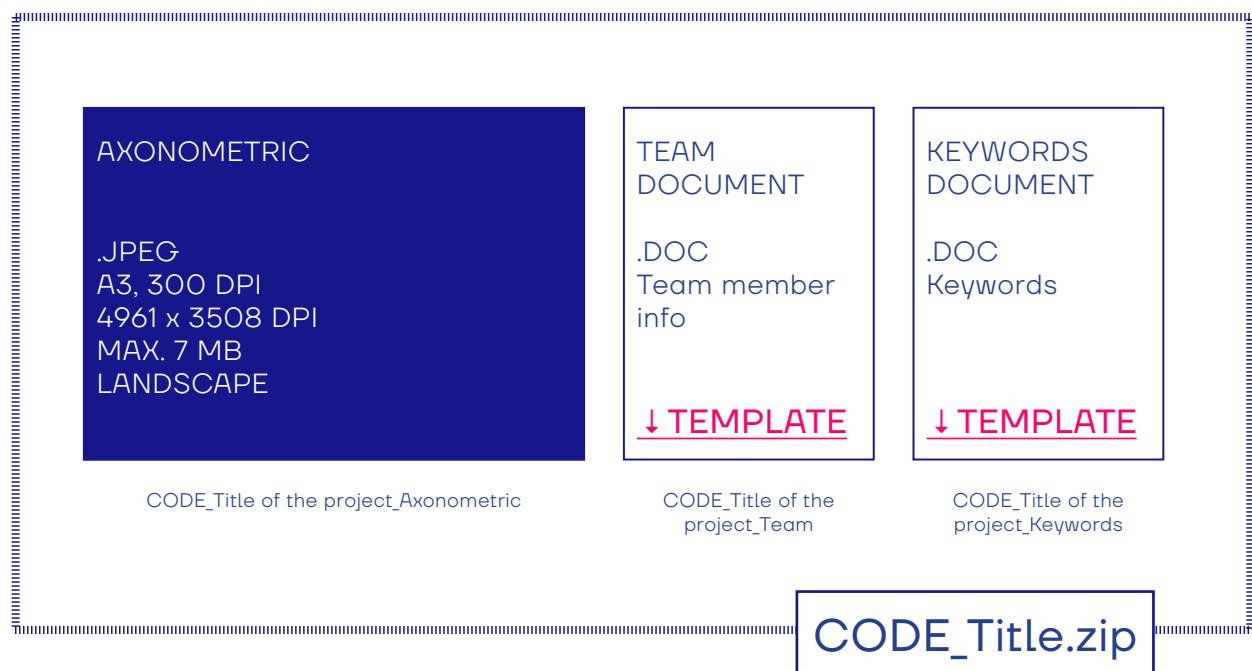 AXONOMETRIC
.JPEG
A3, 300 DPI
4961 x 3508 DPI
MAX. 7 MB
LANDSCAPE
CODE_Title of the project_Axonometric
TEAM
DOCUMENT
.DOC
Team member
info
↓ TEMPLATE
CODE_Title of the
project_Team
KEYWORDS
DOCUMENT
.DOC
Keywords
↓ TEMPLATE
CODE_Title of the
project_Keywords
CODE_Title.zip